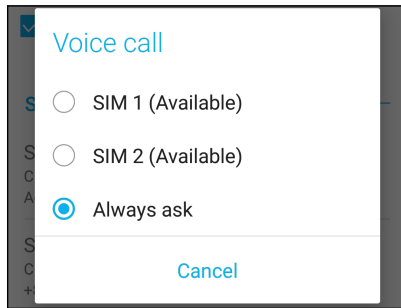 Voice call
SIM 1 (Available)
SIM 2 (Available)
Always ask
Cancel